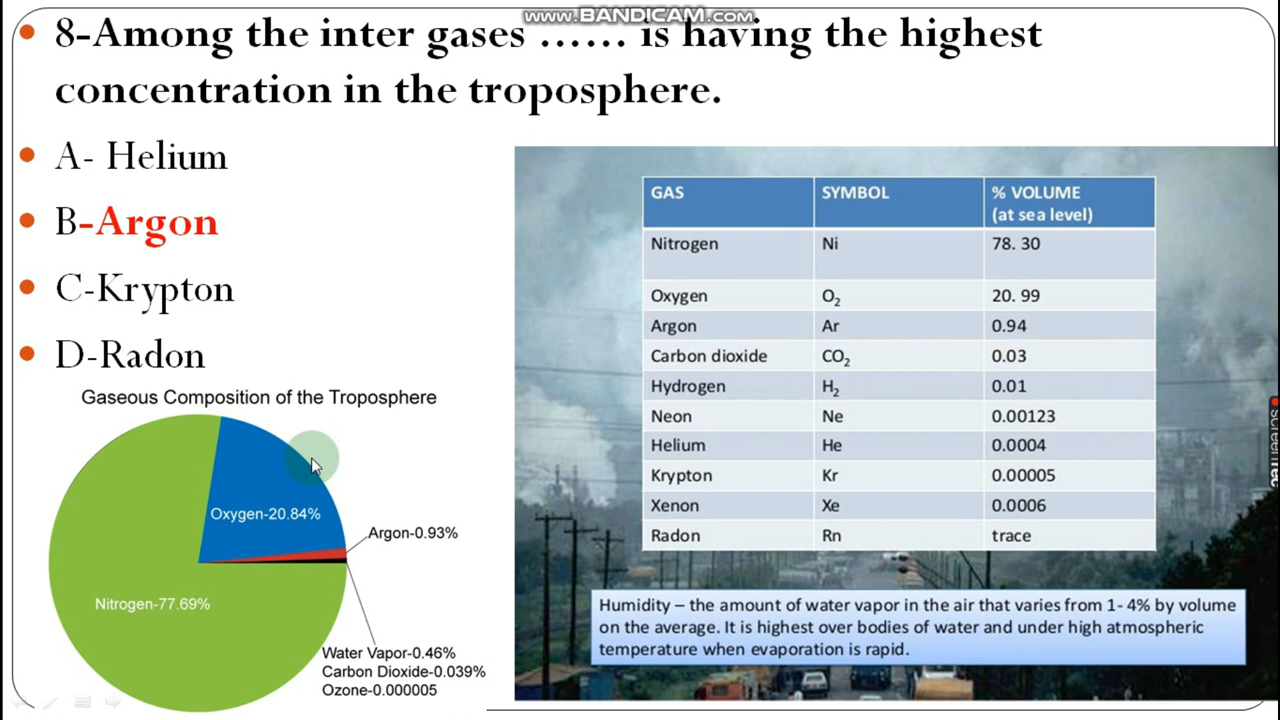 www.BANDICAM.com
8-Among the inter gases …… is having the highest
concentration in the troposphere.
A- Helium
B-Argon
C-Krypton
D-Radon
Gaseous Composition of the Troposphere
Oxygen-20.84%
Argon-0.93%
Nitrogen-77.69%
Water Vapor-0.46%
Carbon Dioxide-0.039%
Ozone-0.000005
GAS SYMBOL % VOLUME
(at sea level)
Nitrogen Ni 78. 30
Oxygen O2 20. 99
Argon Ar 0.94
Carbon dioxide CO2 0.03
Hydrogen H2 0.01
Neon Ne 0.00123
Helium He 0.0004
Krypton Kr 0.00005
Xenon Xe 0.0006
Radon Rn trace
Humidity – the amount of water vapor in the air that varies from 1- 4% by volume
on the average. It is highest over bodies of water and under high atmospheric
temperature when evaporation is rapid.